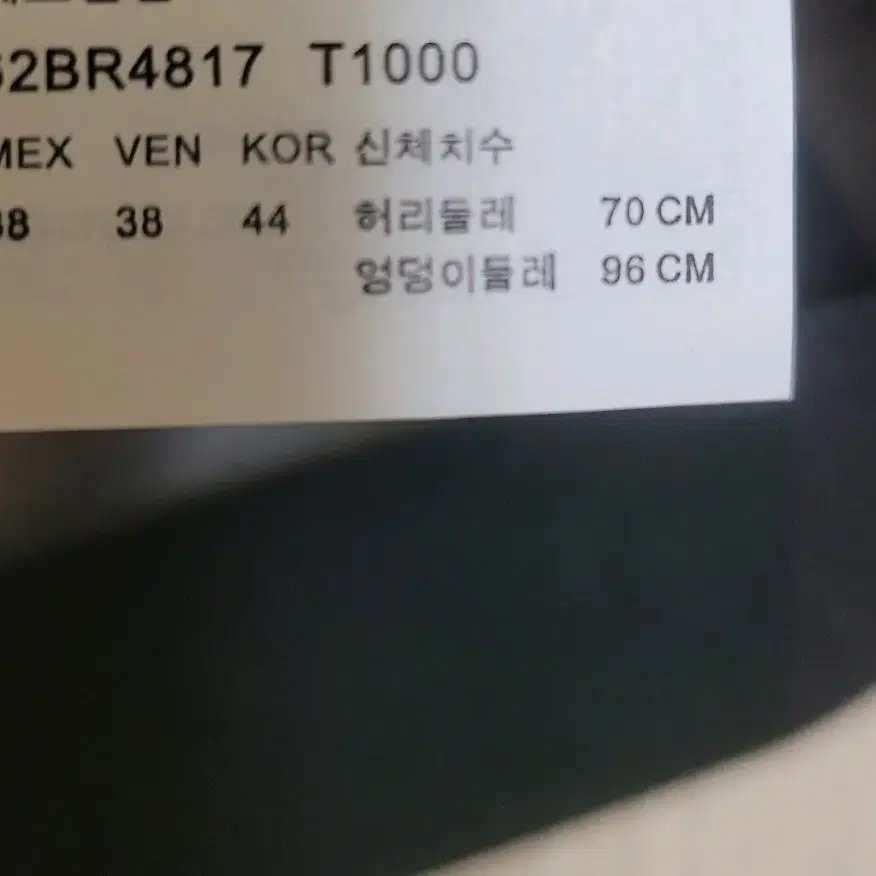 2BR4817 T1000
MEX VEN KOR 신체치수
38 44 허리둘레 70 CM
엉덩이둘레 96 CM